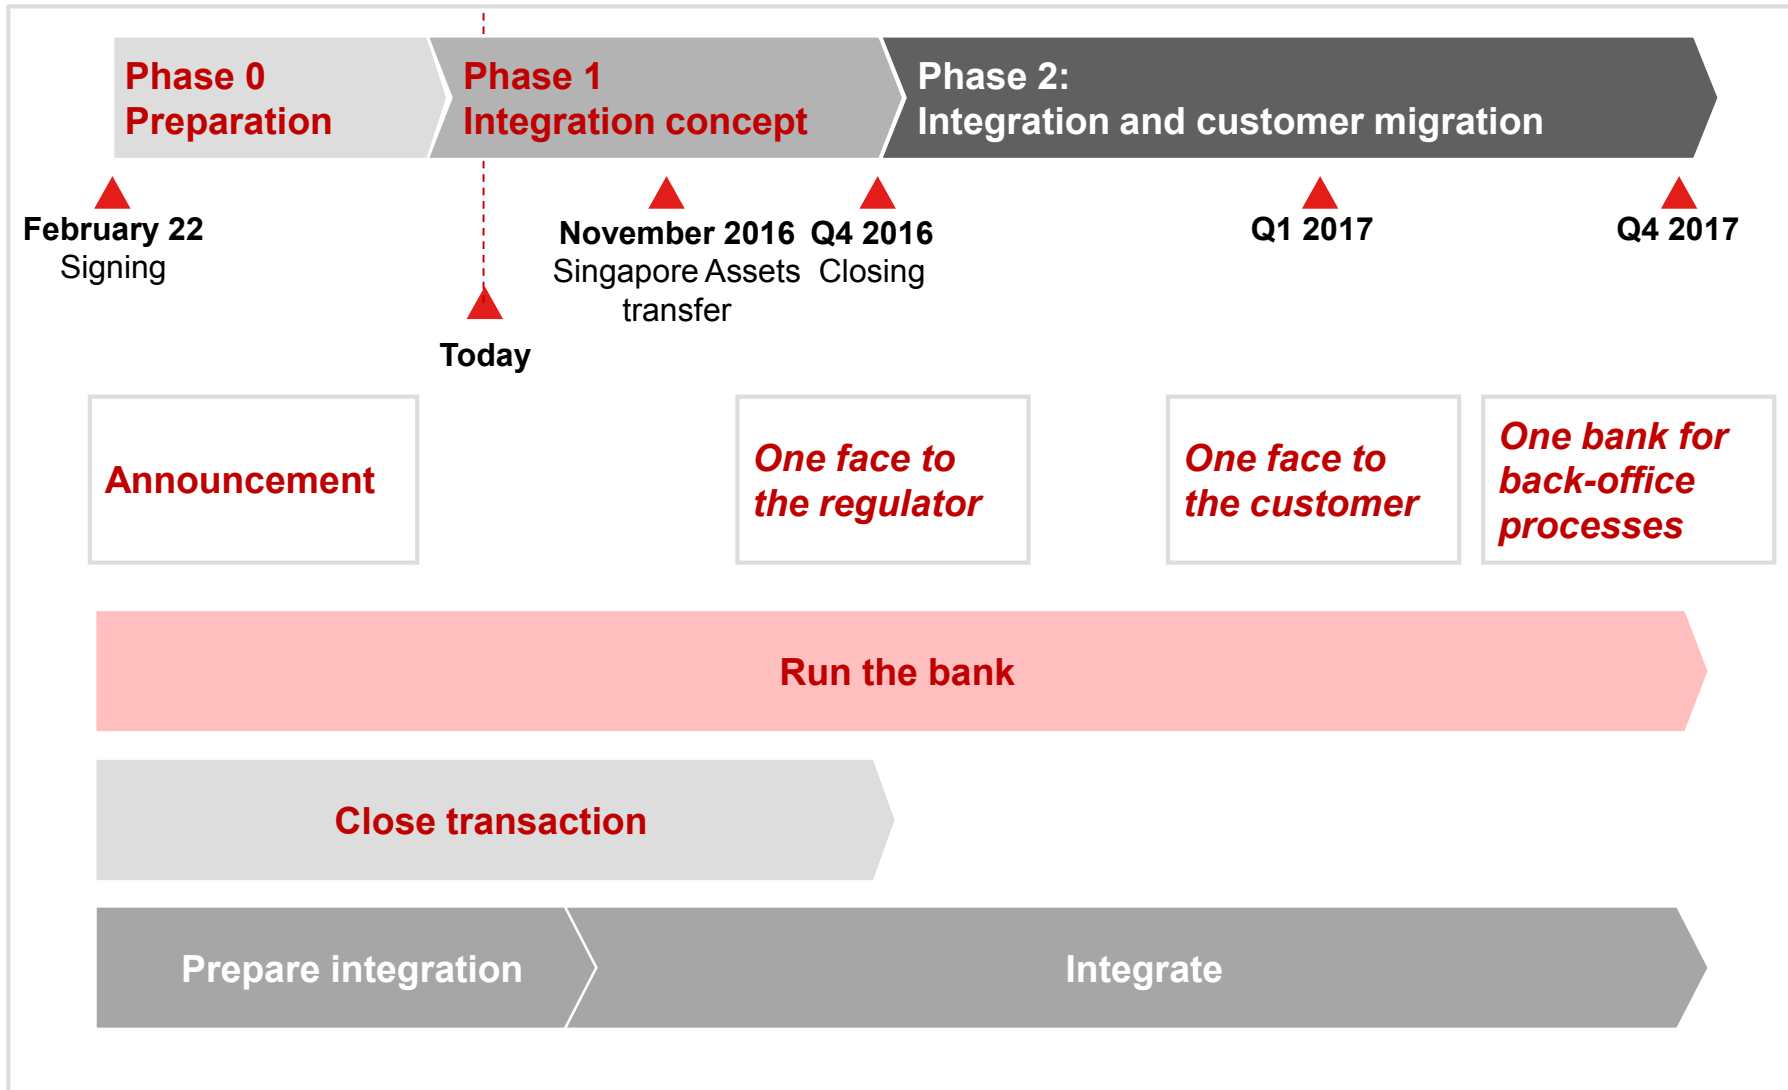 Phase 0
Preparation
Phase 1
Integration concept
Phase 2:
Integration and customer migration
February 22
Signing
November 2016
Singapore Assets
transfer
Q4 2016
Closing
Q1 2017
Q4 2017
Today
Announcement
One face to
the regulator
One face to
the customer
One bank for
back-office
processes
Run the bank
Close transaction
Prepare integration
Integrate